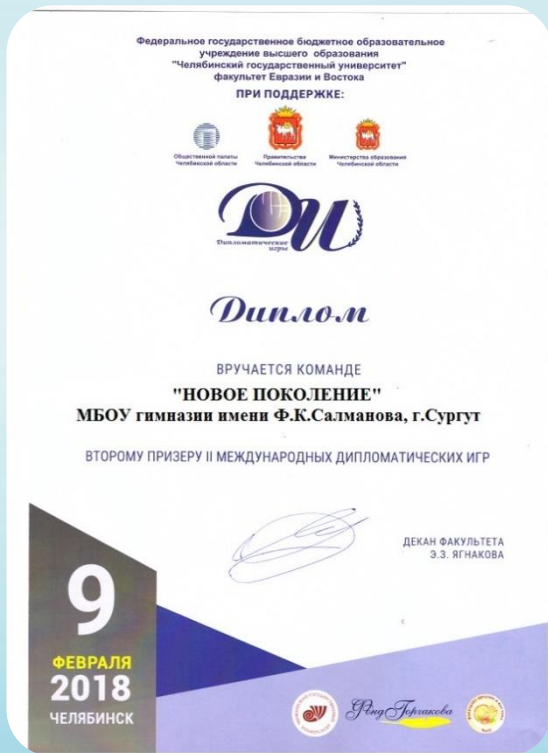 Федеральное государственное бюджетное образовательное
учреждение высшего образования
"Челябинский государственный университет"
факультет Евразии и Востока
ПРИ ПОДДЕРЖКЕ:
Общественной палаты
Челябинской области
Правительства
Челябинской области
Министерства образования
Челябинской области
ДИ
Дипломатические
игры
Диплом
ВРУЧАЕТСЯ КОМАНДЕ
"НОВОЕ ПОКОЛЕНИЕ"
МБОУ гимназии имени Ф.К.Салманова, г.Сургут
ВТОРОМУ ПРИЗЕРУ II МЕЖДУНАРОДНЫХ ДИПЛОМАТИЧЕСКИХ ИГР
ДЕКАН ФАКУЛЬТЕТА
Э.З. ЯГНАКОВА
9
ФЕВРАЛЯ
2018
ЧЕЛЯБИНСК
Фонд Горчакова